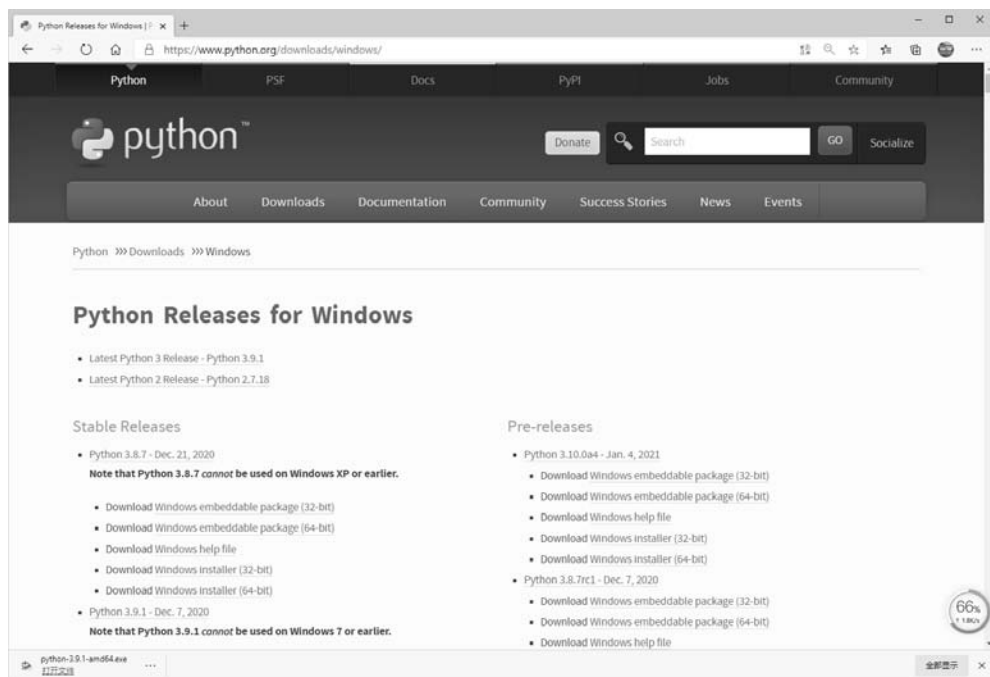 Python Releases for Windows | P
https://www.python.org/downloads/windows/
Python PSF Docs PyPI Jobs Community
python™
Donate Search GO Socialize
About Downloads Documentation Community Success Stories News Events
Python >>> Downloads >>> Windows
Python Releases for Windows
Latest Python 3 Release - Python 3.9.1
Latest Python 2 Release - Python 2.7.18
Stable Releases
Python 3.8.7 - Dec. 21, 2020
Note that Python 3.8.7 cannot be used on Windows XP or earlier.
Download Windows embeddable package (32-bit)
Download Windows embeddable package (64-bit)
Download Windows help file
Download Windows installer (32-bit)
Download Windows installer (64-bit)
Python 3.9.1 - Dec. 7, 2020
Note that Python 3.9.1 cannot be used on Windows 7 or earlier.
Pre-releases
Python 3.10.0a4 - Jan. 4, 2021
Download Windows embeddable package (32-bit)
Download Windows embeddable package (64-bit)
Download Windows help file
Download Windows installer (32-bit)
Download Windows installer (64-bit)
Python 3.8.7rc1 - Dec. 7, 2020
Download Windows embeddable package (32-bit)
Download Windows embeddable package (64-bit)
Download Windows help file
66%
python-3.9.1-amd64.exe
打开文件
全部显示